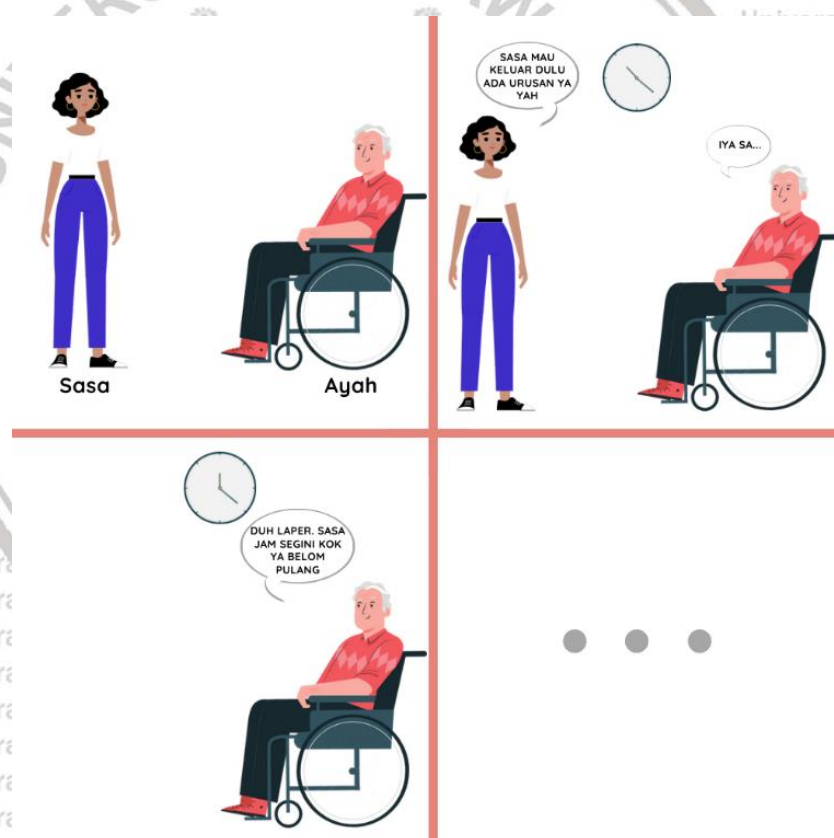 Sasa
Ayah
SASA MAU
KELUAR DULU
ADA URUSAN YA
YAH
IYA SA...
DUH LAPER. SASA
JAM SEGINI KOK
YA BELOM
PULANG